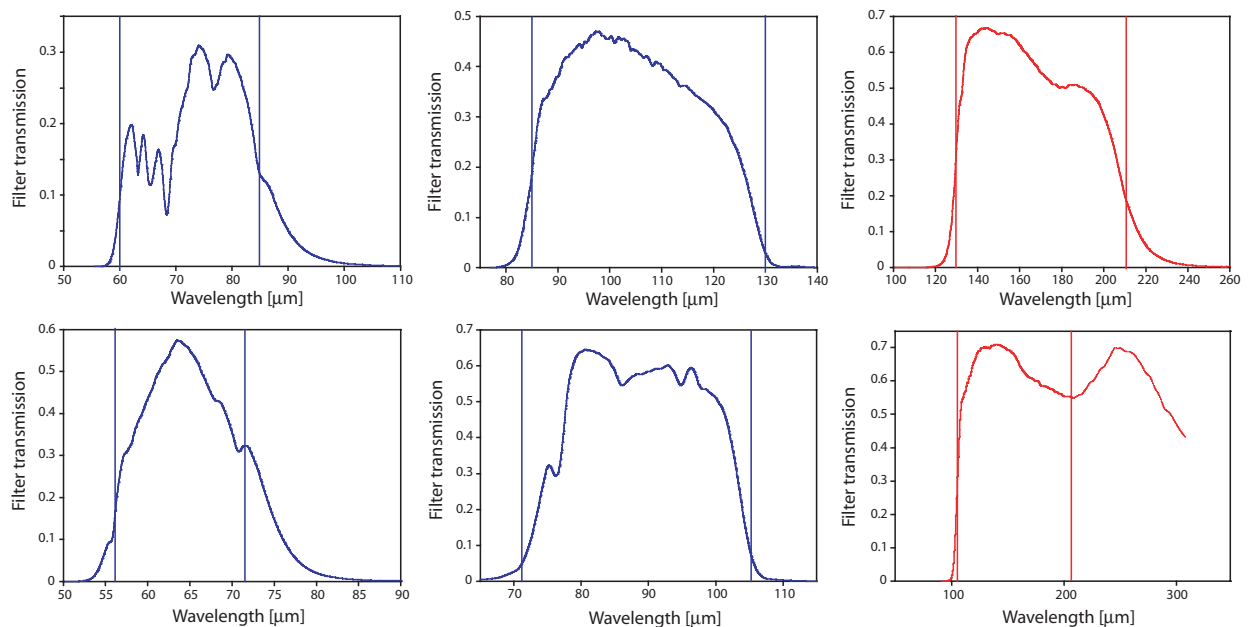 0.3
0.2
0.1
0
Filter transmission
50 60 70 80 90 100 110
Wavelength [μm]
0.5
0.4
0.3
0.2
0.1
0
Filter transmission
80 90 100 110 120 130 140
Wavelength [μm]
0.7
0.6
0.5
0.4
0.3
0.2
0.1
0
Filter transmission
100 120 140 160 180 200 220 240 260
Wavelength [μm]
0.6
0.5
0.4
0.3
0.2
0.1
0
Filter transmission
50 55 60 65 70 75 80 85 90
Wavelength [μm]
0.7
0.6
0.5
0.4
0.3
0.2
0.1
0
Filter transmission
70 80 90 100 110
Wavelength [μm]
0.7
0.6
0.5
0.4
0.3
0.2
0.1
0
Filter transmission
100 200 300
Wavelength [μm]